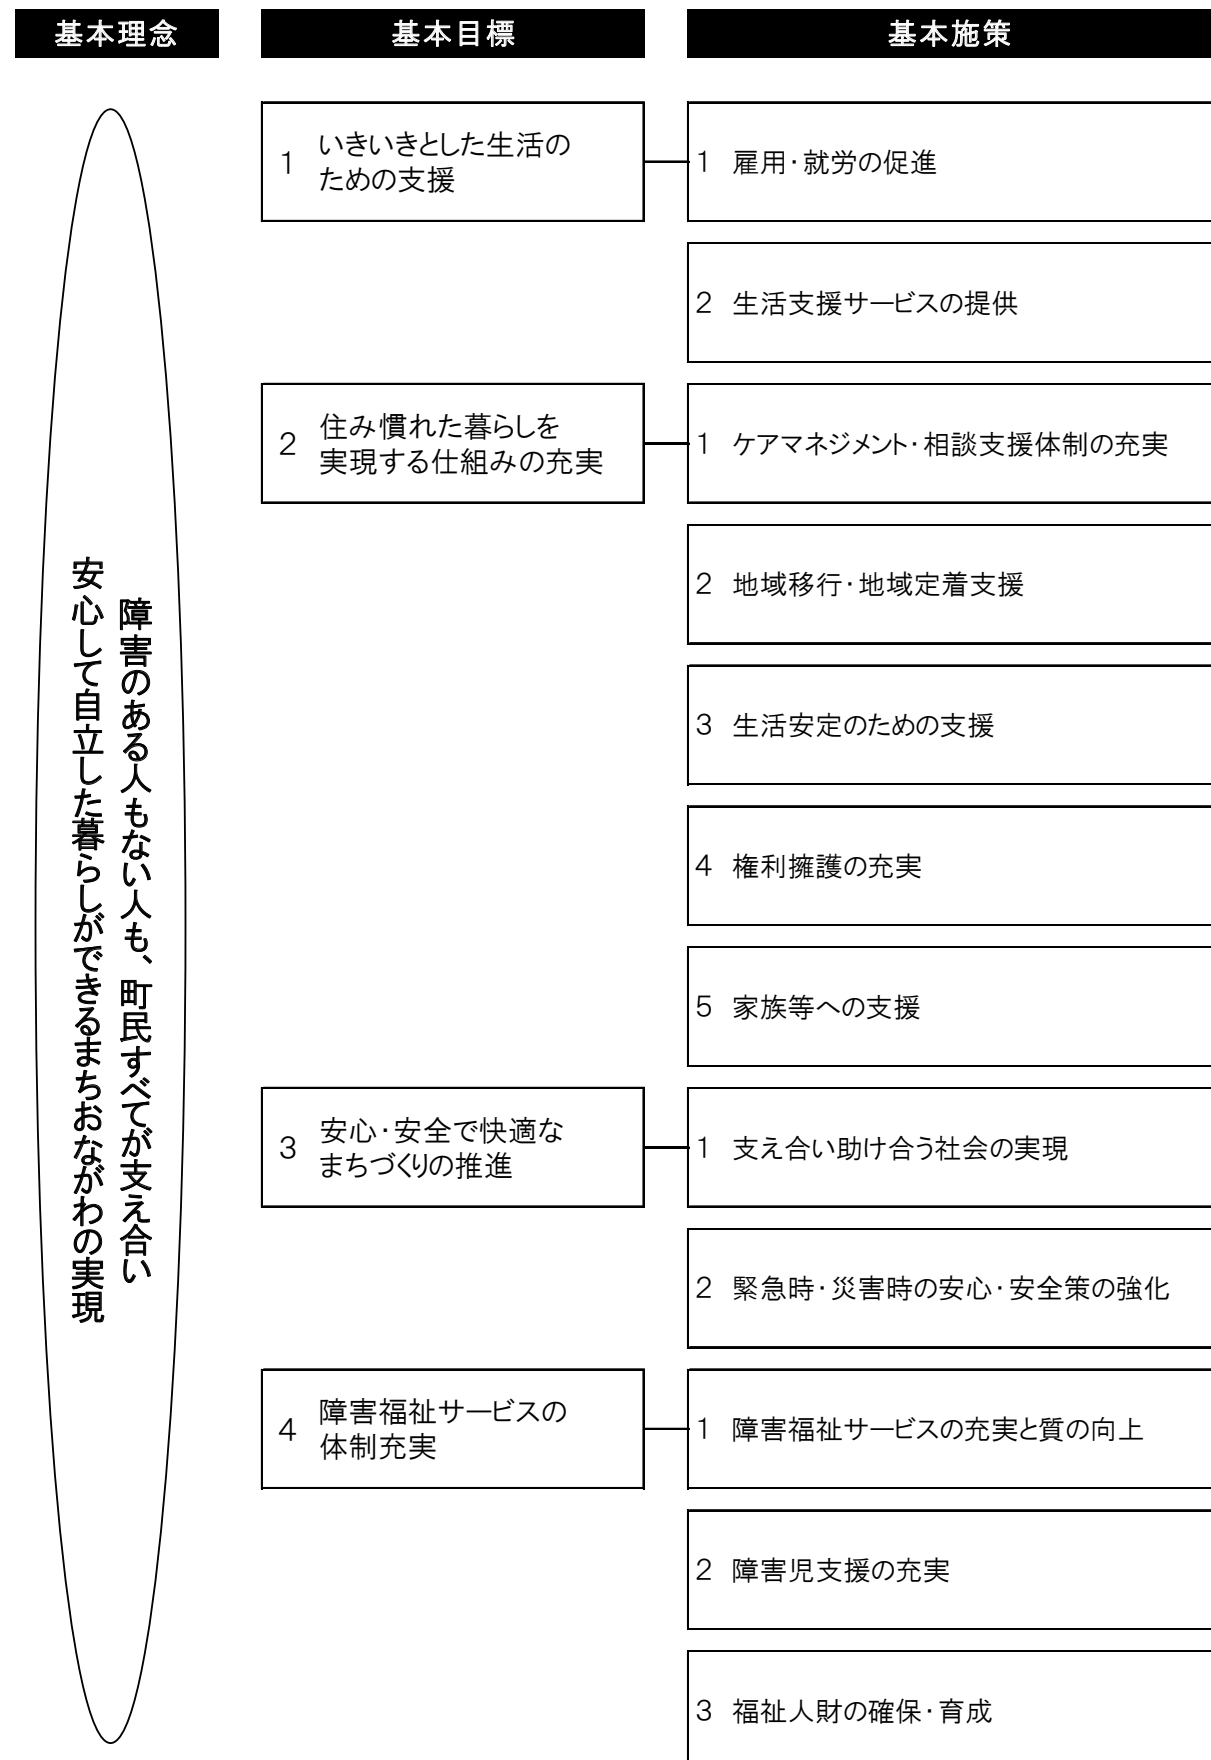 基本理念
基本目標
基本施策
障害のある人もない人も、町民すべてが支え合い
安心して自立した暮らしができるまちおながわの実現
1 いきいきとした生活の
ための支援
1 雇用・就労の促進
2 生活支援サービスの提供
2 住み慣れた暮らしを
実現する仕組みの充実
1 ケアマネジメント・相談支援体制の充実
2 地域移行・地域定着支援
3 生活安定のための支援
4 権利擁護の充実
5 家族等への支援
3 安心・安全で快適な
まちづくりの推進
1 支え合い助け合う社会の実現
2 緊急時・災害時の安心・安全策の強化
4 障害福祉サービスの
体制充実
1 障害福祉サービスの充実と質の向上
2 障害児支援の充実
3 福祉人財の確保・育成